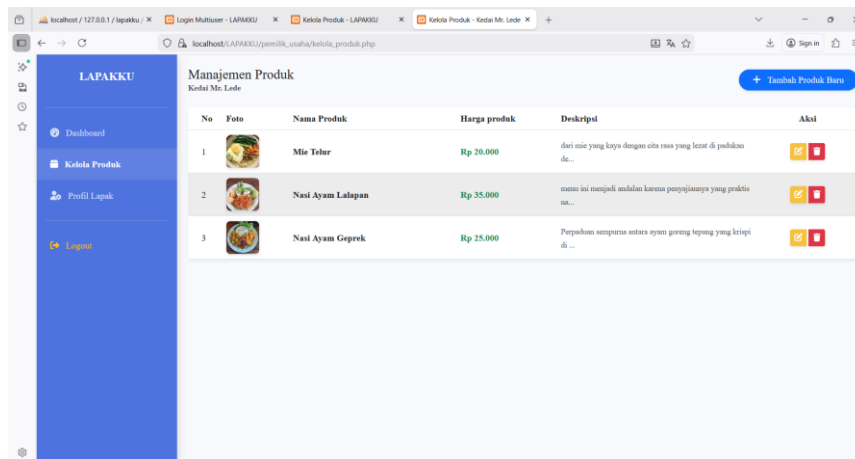 localhost / 127.0.0.1 / lapakku /
Login Multiuser - LAPAKKU
Kelola Produk - LAPAKKU
Kelola Produk - Kedai Mr. Lede
localhost/LAPAKKU/pemilik_usaha/kelola_produk.php
Sign in
LAPAKKU
Dashboard
Kelola Produk
Profil Lapak
Logout
Manajemen Produk
Kedai Mr. Lede
+ Tambah Produk Baru
No Foto Nama Produk Harga produk Deskripsi Aksi
1 Mie Telur Rp 20.000 dari mie yang kaya dengan cita rasa yang lezat di padukan
de...
2 Nasi Ayam Lalapan Rp 35.000 menu ini menjadi andalan karena penyajiannya yang praktis
na...
3 Nasi Ayam Geprek Rp 25.000 Perpaduan sempurna antara ayam goreng tepung yang krispi
di ...